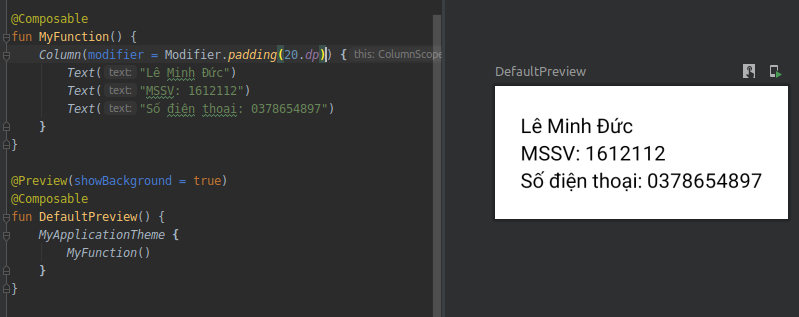 @Composable
fun MyFunction() {
Column(modifier = Modifier.padding(20.dp)) { this: ColumnScope
Text( text: "Lê Minh Đức")
Text( text: "MSSV: 1612112")
Text( text: "Số điện thoại: 0378654897")
}
}
@Preview(showBackground = true)
@Composable
fun DefaultPreview() {
MyApplicationTheme {
MyFunction()
}
}
DefaultPreview
Lê Minh Đức
MSSV: 1612112
Số điện thoại: 0378654897